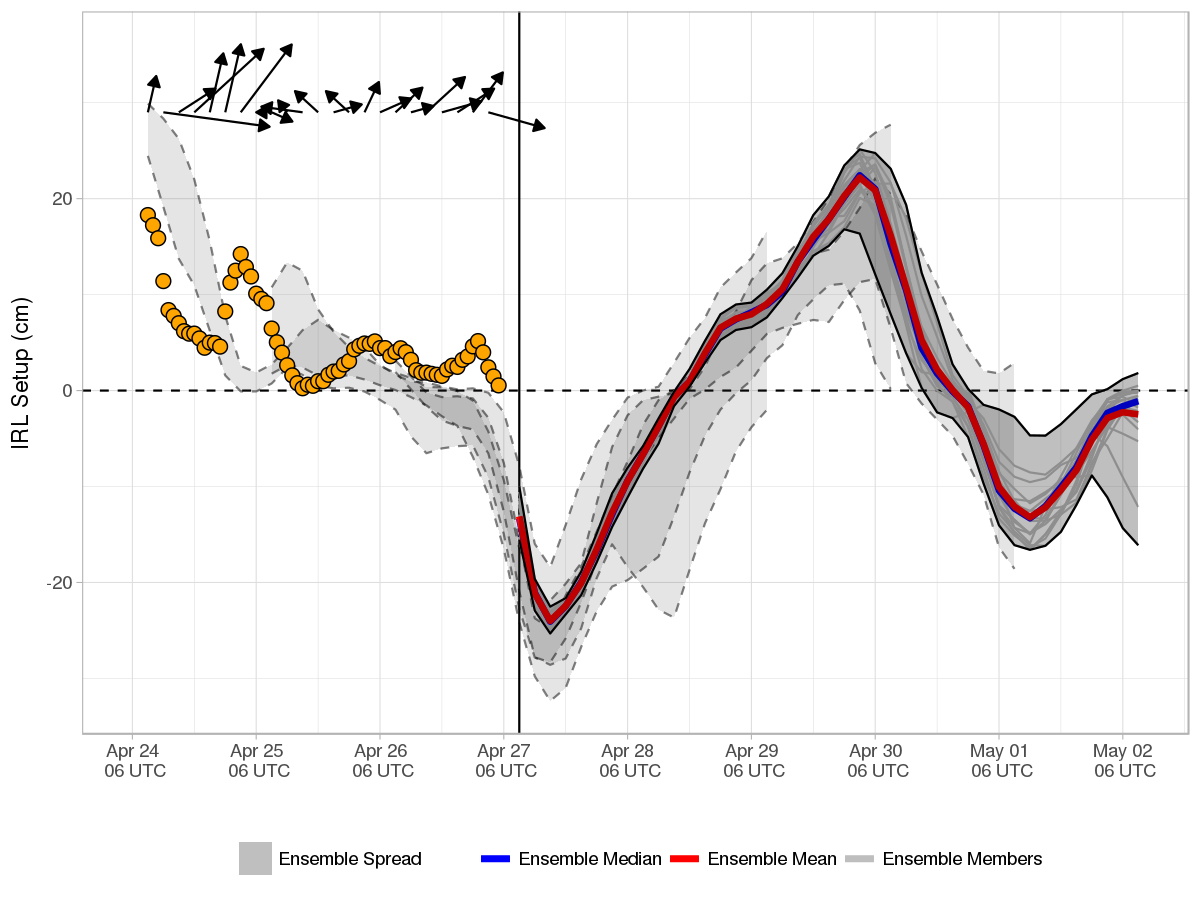 IRL Setup (cm)
20
0
-20
Apr 24 Apr 25 Apr 26 Apr 27 Apr 28 Apr 29 Apr 30 May 01 May 02
06 UTC 06 UTC 06 UTC 06 UTC 06 UTC 06 UTC 06 UTC 06 UTC 06 UTC
Ensemble Spread Ensemble Median Ensemble Mean Ensemble Members